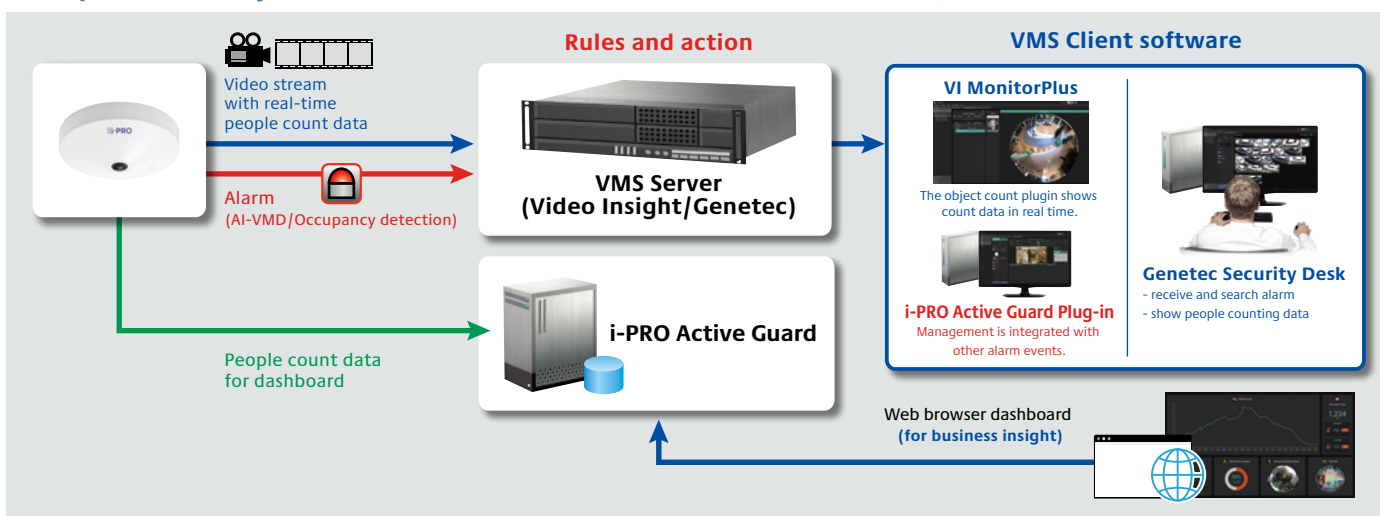 Rules and action
VMS Client software
i-PRO
Video stream
with real-time
people count data
Alarm
(AI-VMD/Occupancy detection)
VMS Server
(Video Insight/Genetec)
VI MonitorPlus
The object count plugin shows
count data in real time.
i-PRO Active Guard Plug-in
Management is integrated with
other alarm events.
Genetec Security Desk
- receive and search alarm
- show people counting data
i-PRO Active Guard
People count data
for dashboard
Web browser dashboard
(for business insight)
1,234